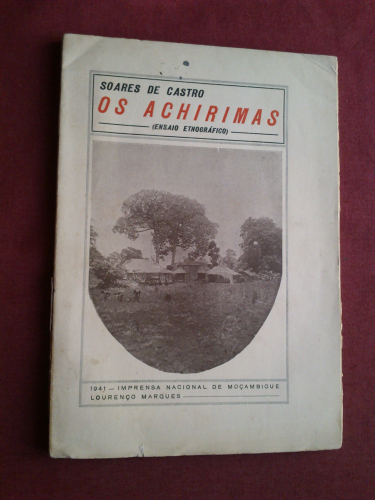 SOARES DE CASTRO
OS ACHIRIMAS
(ENSAIO ETNOGRÁFICO)
1941 — IMPRENSA NACIONAL DE MOÇAMBIQUE
LOURENÇO MARQUES